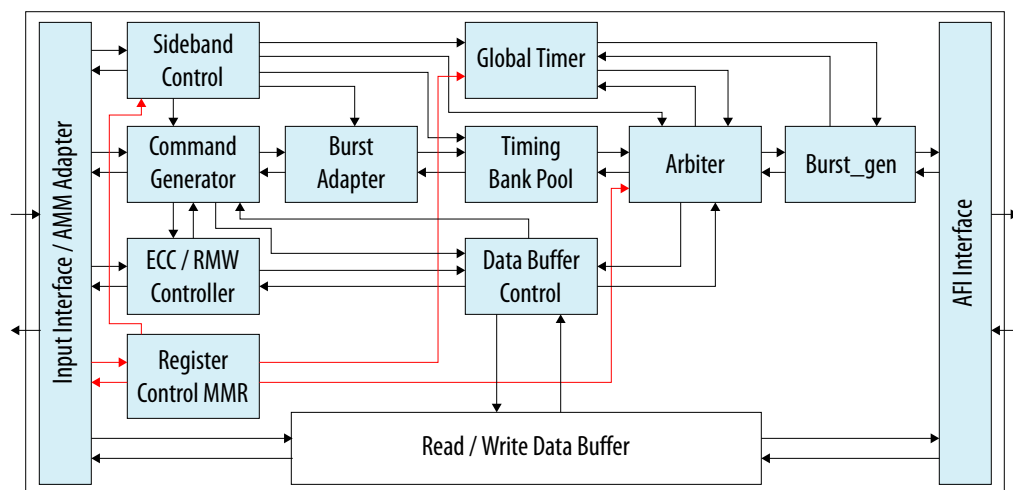 Input Interface / AMM Adapter
Sideband
Control
Global Timer
Command
Generator
Burst
Adapter
Timing
Bank Pool
Arbiter
Burst_gen
ECC / RMW
Controller
Data Buffer
Control
Register
Control MMR
Read / Write Data Buffer
AFI Interface